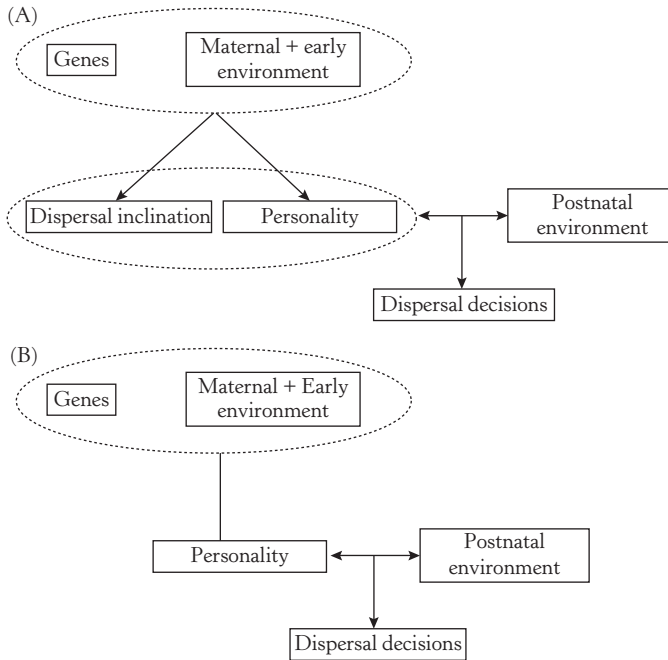 (A)
Genes
Maternal + early
environment
Dispersal inclination
Personality
Postnatal
environment
Dispersal decisions
(B)
Genes
Maternal + Early
environment
Personality
Postnatal
environment
Dispersal decisions